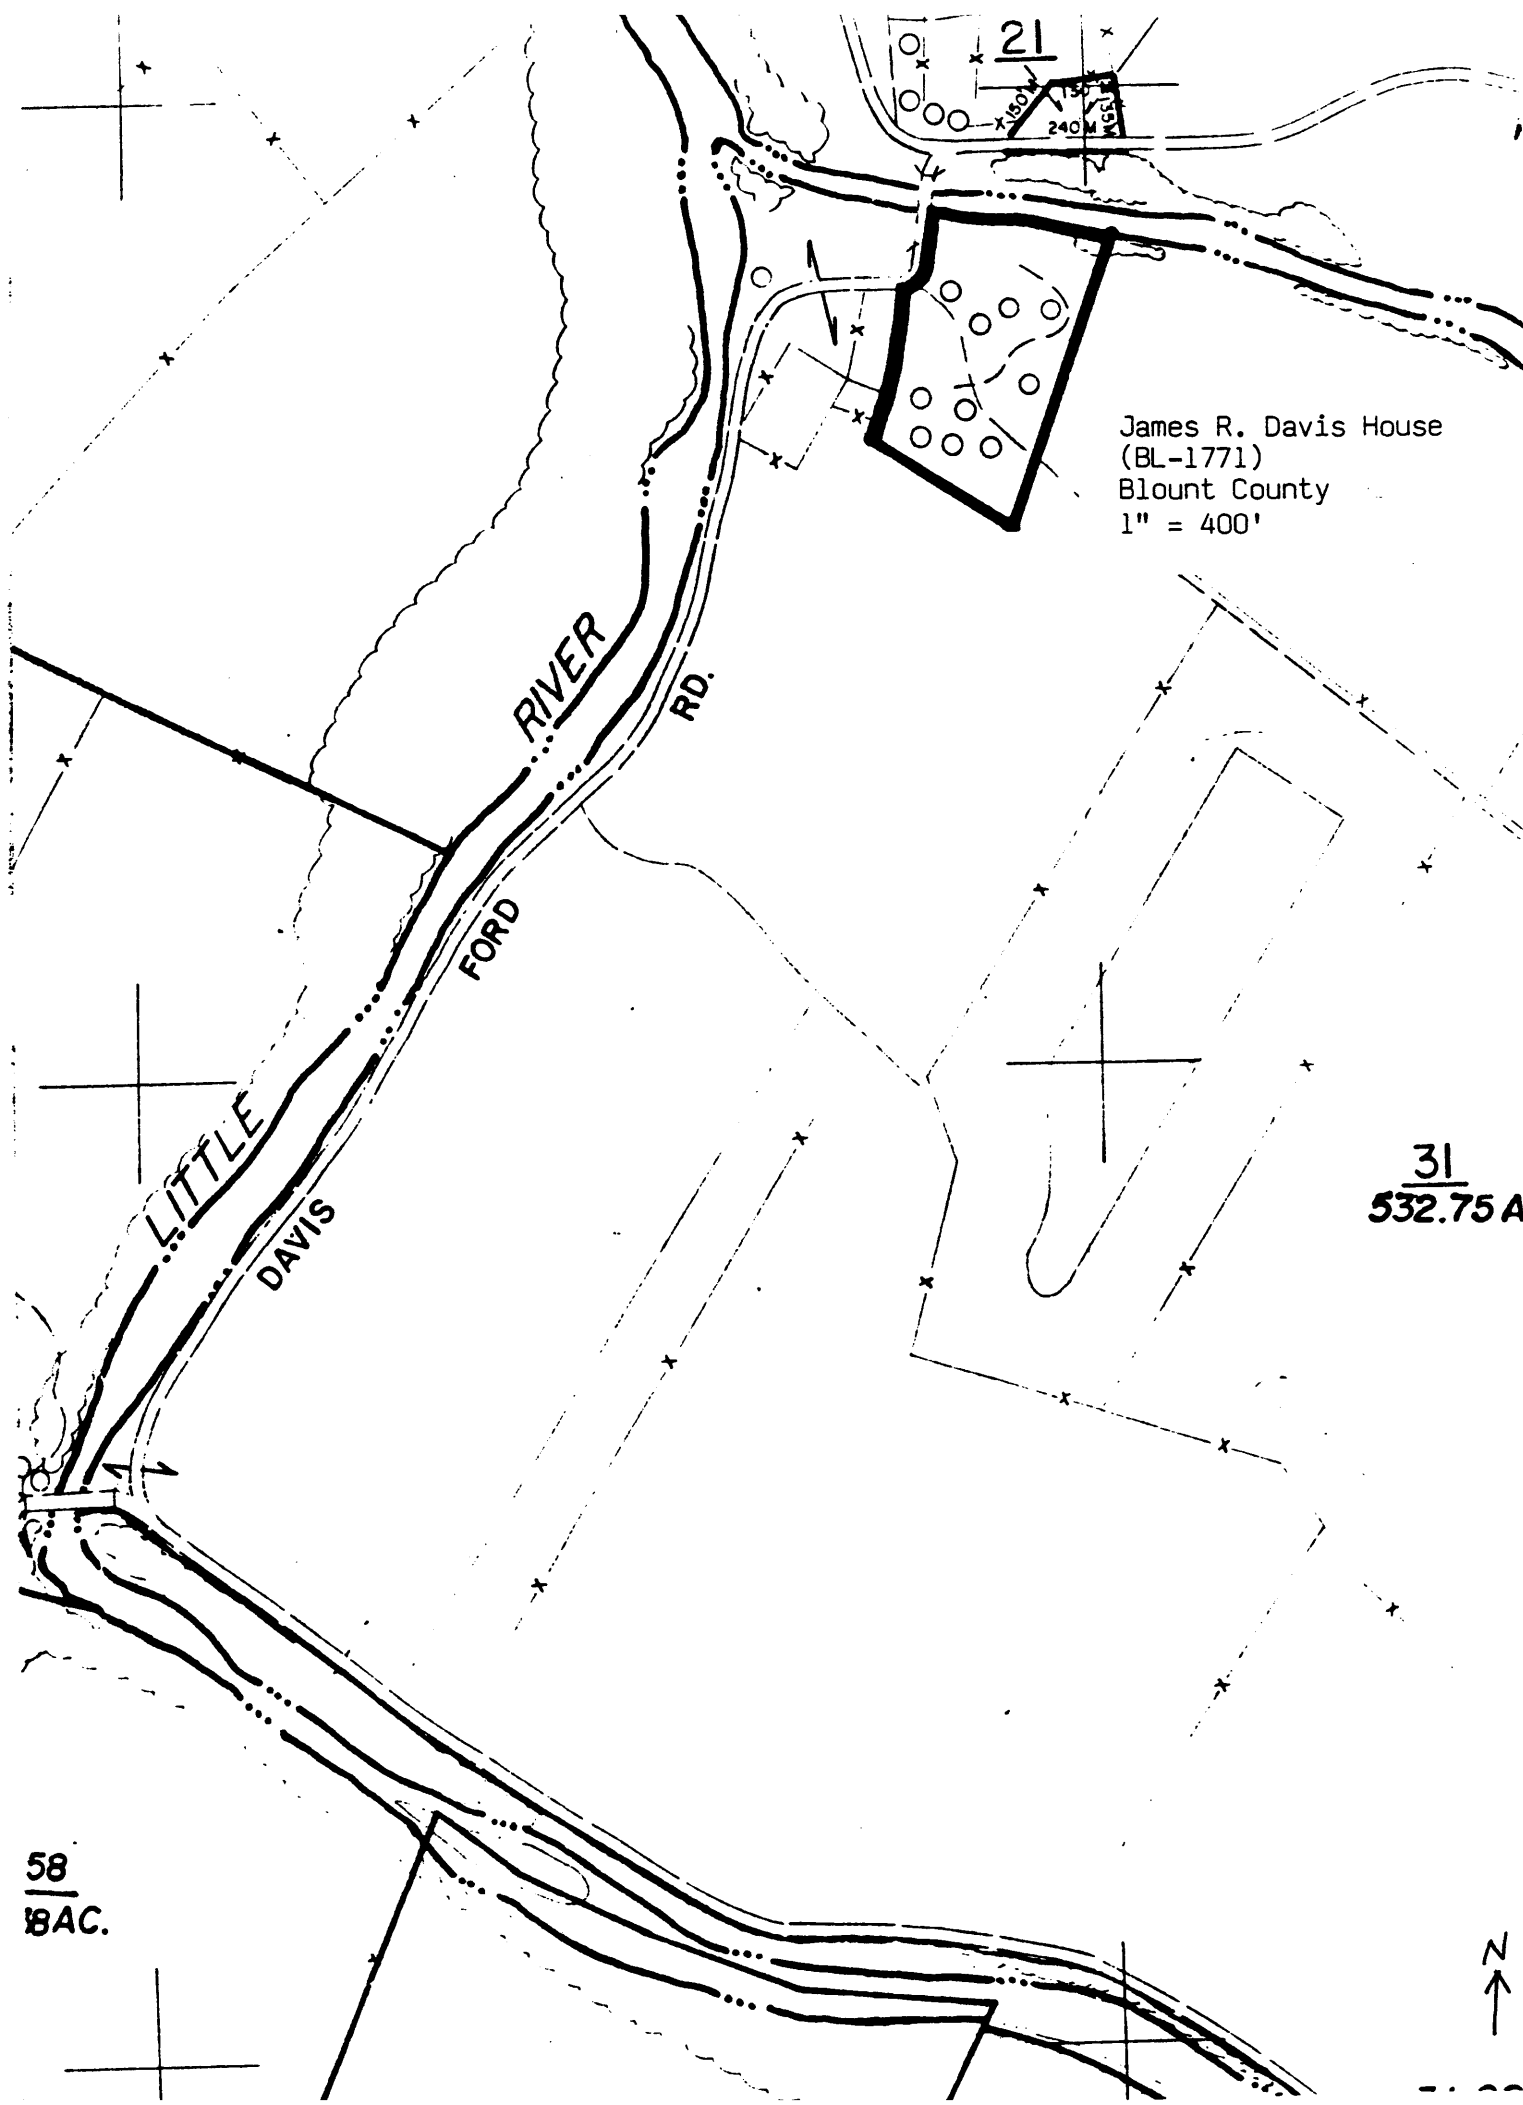 21
150'M
150
135M
240 M
James R. Davis House
(BL-1771)
Blount County
1" = 400'
RIVER
RD.
FORD
LITTLE
DAVIS
31
532.75 A
58
8AC.
N